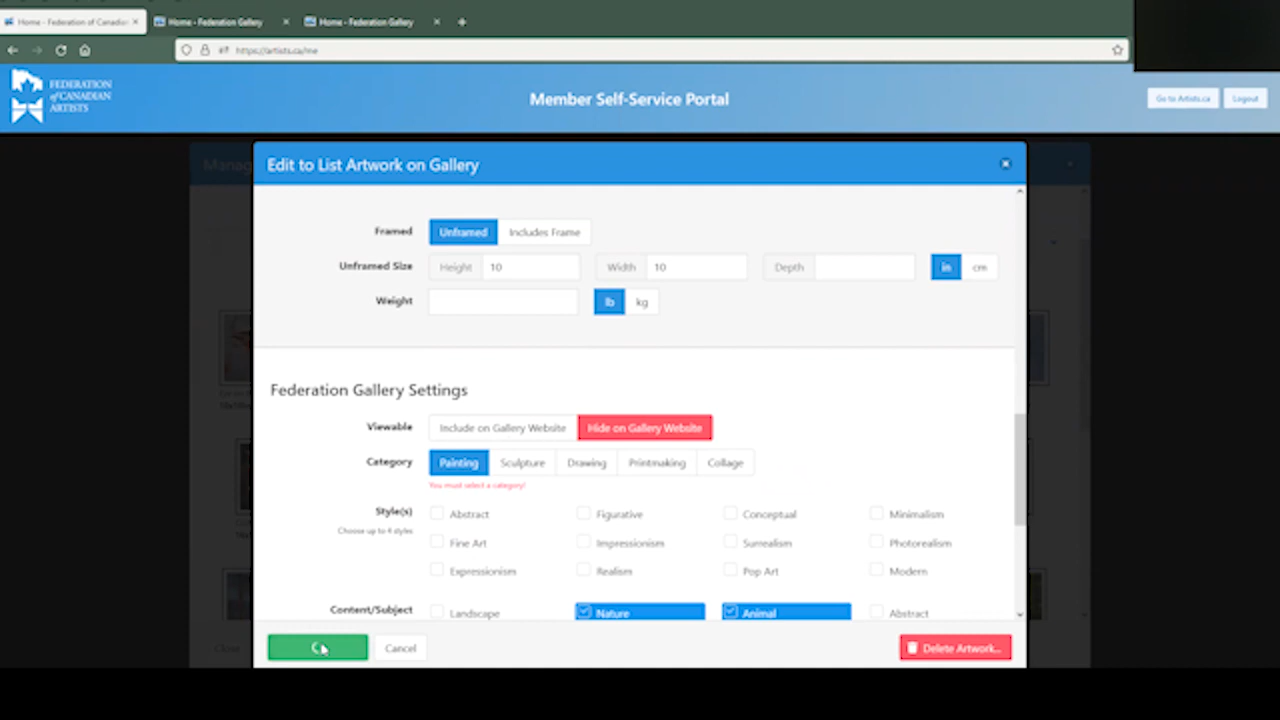 Home - Federation of Canadian
Home - Federation Gallery
Home - Federation Gallery
https://artists.ca/me
FEDERATION
of CANADIAN
ARTISTS
Member Self-Service Portal
Go to Artists.ca
Logout
Manag
Edit to List Artwork on Gallery
Framed Unframed Includes Frame
Unframed Size Height 10 Width 10 Depth in cm
Weight lb kg
Federation Gallery Settings
Viewable Include on Gallery Website Hide on Gallery Website
Category Painting Sculpture Drawing Printmaking Collage
You must select a category!
Style(s) Abstract Figurative Conceptual Minimalism
Choose up to 4 styles
Fine Art Impressionism Surrealism Photorealism
Expressionism Realism Pop Art Modern
Content/Subject Landscape Nature Animal Abstract
Close
Cancel
Delete Artwork...